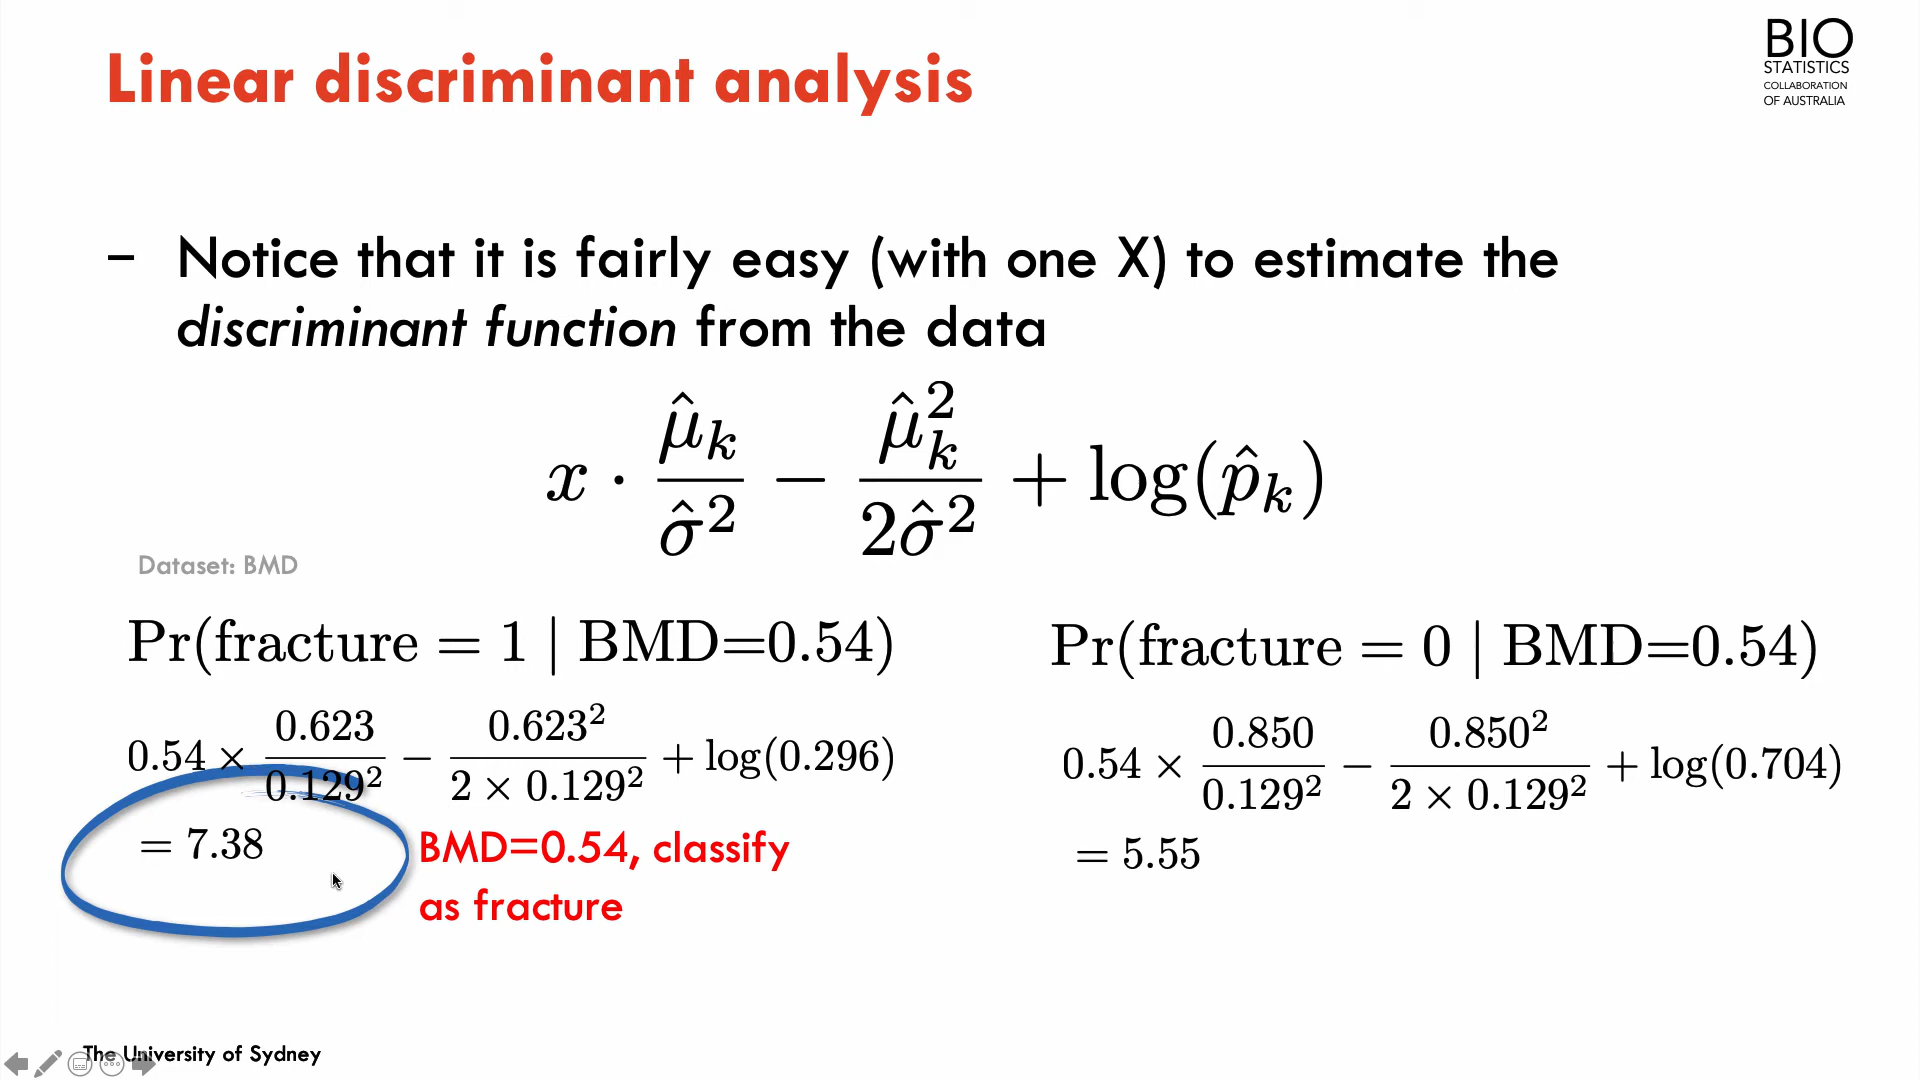 Linear discriminant analysis
BIO
STATISTICS
COLLABORATION
OF AUSTRALIA
– Notice that it is fairly easy (with one X) to estimate the
discriminant function from the data
x · μ̂_k / σ̂² − μ̂_k² / 2σ̂² + log(p̂_k)
Dataset: BMD
Pr(fracture = 1 | BMD=0.54)
0.54 × 0.623 / 0.129² − 0.623² / 2 × 0.129² + log(0.296)
= 7.38
BMD=0.54, classify
as fracture
Pr(fracture = 0 | BMD=0.54)
0.54 × 0.850 / 0.129² − 0.850² / 2 × 0.129² + log(0.704)
= 5.55
The University of Sydney